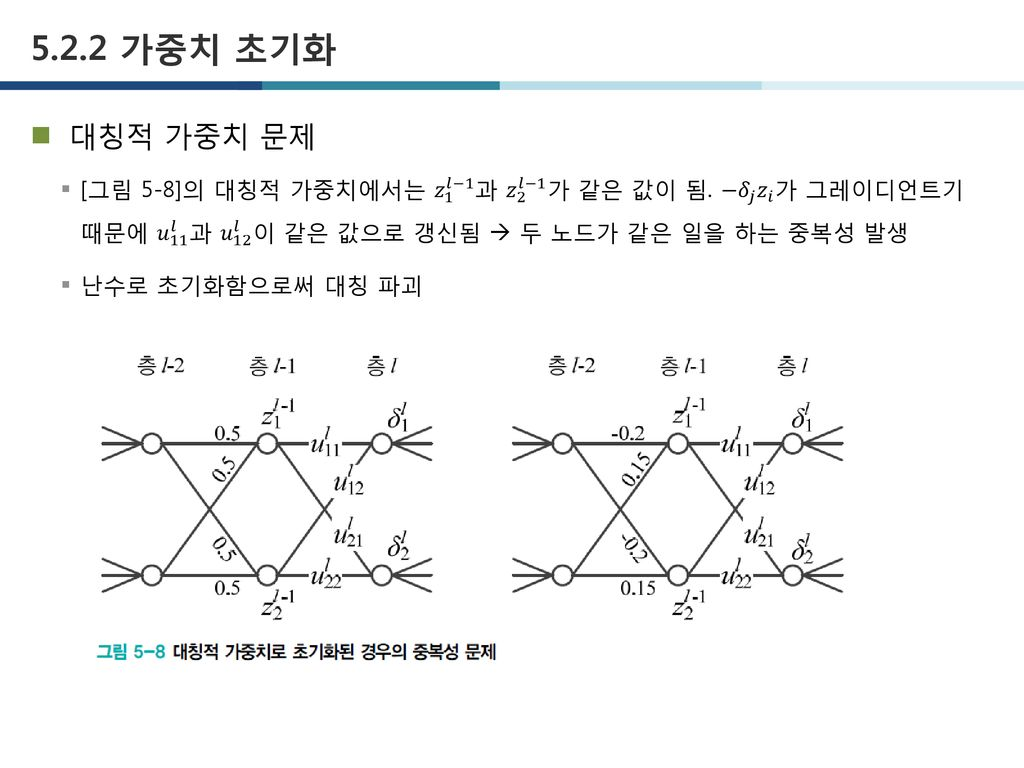 5.2.2 가중치 초기화
■ 대칭적 가중치 문제
▪ [그림 5-8]의 대칭적 가중치에서는 𝑧₁ˡ⁻¹과 𝑧₂ˡ⁻¹가 같은 값이 됨. −𝛿ⱼ𝑧ᵢ가 그레이디언트기
때문에 𝑢₁₁ˡ과 𝑢₁₂ˡ이 같은 값으로 갱신됨 → 두 노드가 같은 일을 하는 중복성 발생
▪ 난수로 초기화함으로써 대칭 파괴
층 l-2 층 l-1 층 l
z₁ˡ⁻¹ δ₁ˡ
0.5 u₁₁ˡ
0.5 u₁₂ˡ
0.5 u₂₁ˡ δ₂ˡ
0.5 u₂₂ˡ
z₂ˡ⁻¹
층 l-2 층 l-1 층 l
z₁ˡ⁻¹ δ₁ˡ
-0.2 u₁₁ˡ
0.15 u₁₂ˡ
-0.2 u₂₁ˡ δ₂ˡ
0.15 u₂₂ˡ
z₂ˡ⁻¹
그림 5-8 대칭적 가중치로 초기화된 경우의 중복성 문제